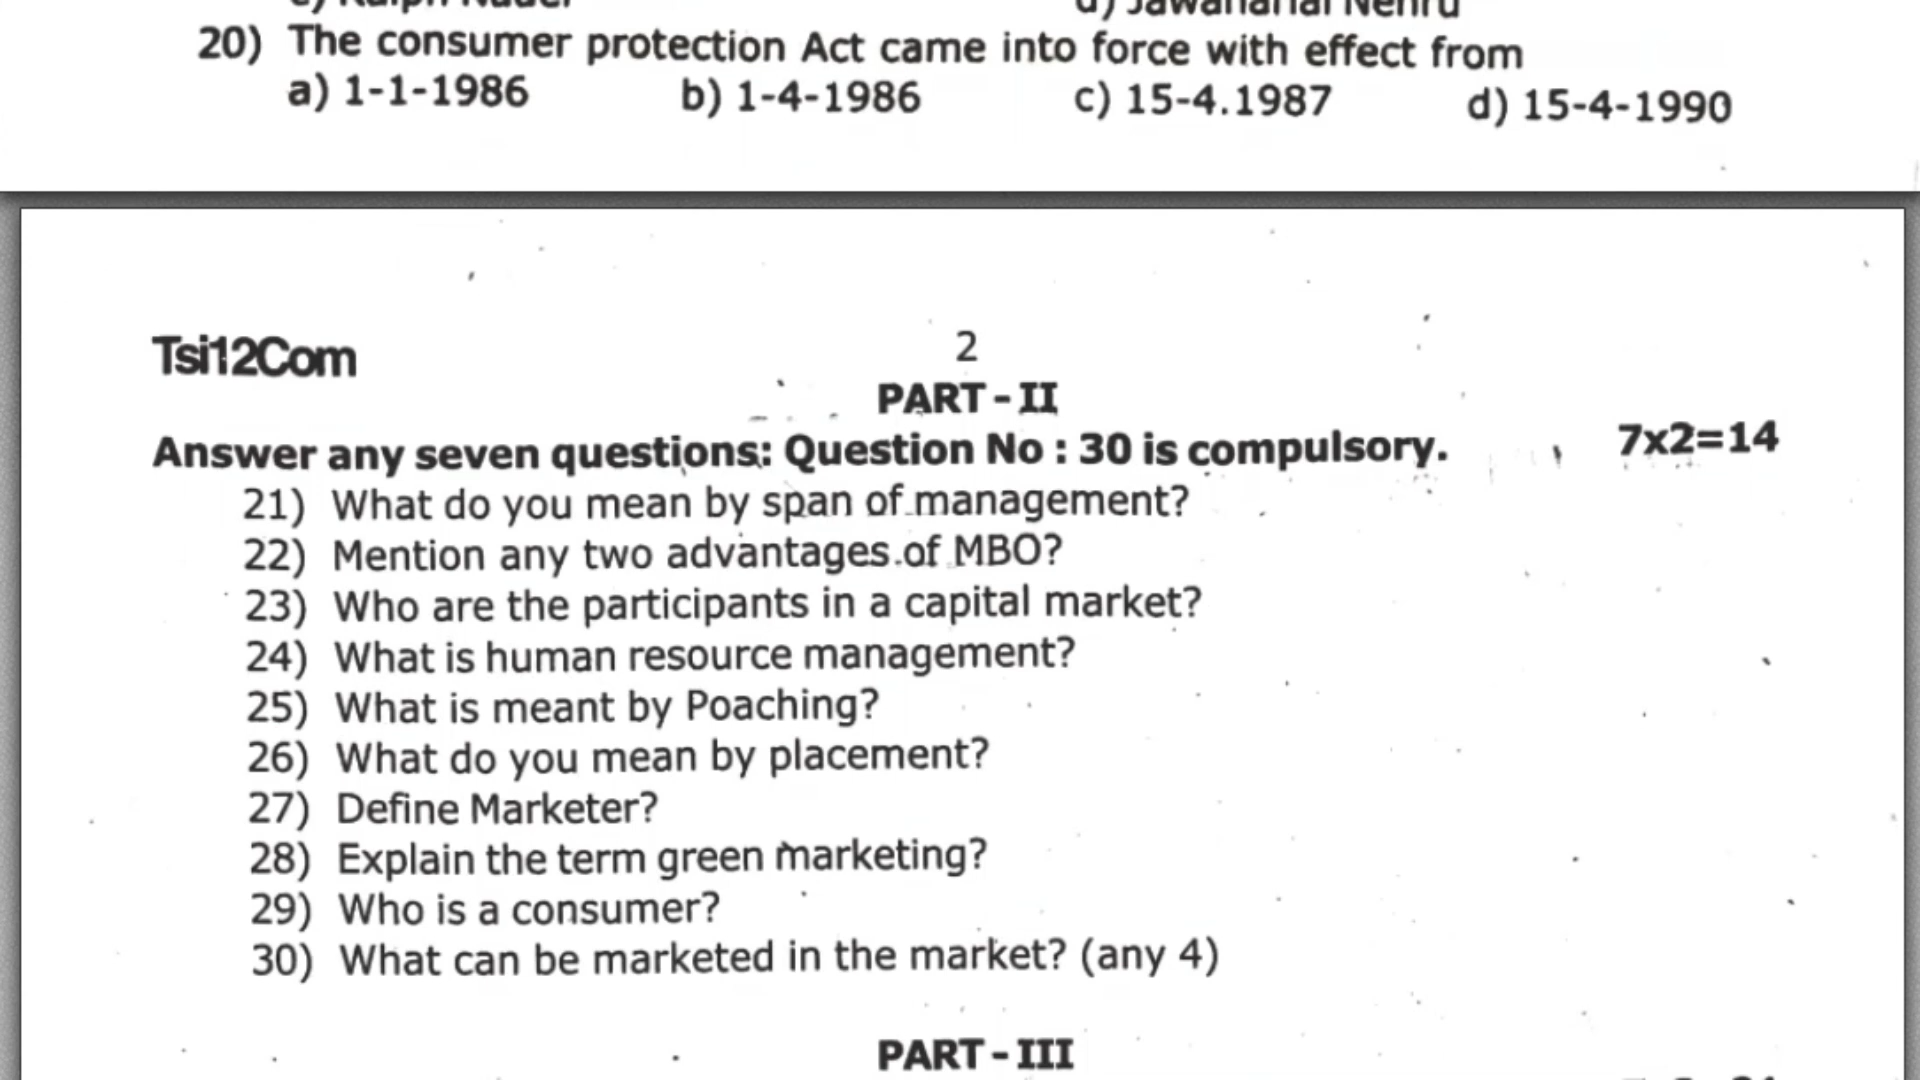 c) Ralph Nader d) Jawaharlal Nehru
20) The consumer protection Act came into force with effect from
a) 1-1-1986 b) 1-4-1986 c) 15-4.1987 d) 15-4-1990
Tsi12Com 2
PART - II
Answer any seven questions: Question No : 30 is compulsory. 7x2=14
21) What do you mean by span of management?
22) Mention any two advantages of MBO?
23) Who are the participants in a capital market?
24) What is human resource management?
25) What is meant by Poaching?
26) What do you mean by placement?
27) Define Marketer?
28) Explain the term green marketing?
29) Who is a consumer?
30) What can be marketed in the market? (any 4)
PART - III